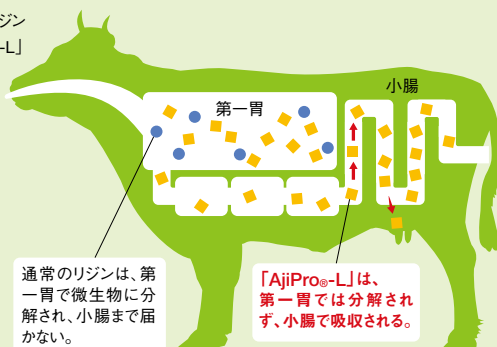 リジン
-L」
第一胃
小腸
通常のリジンは、第
一胃で微生物に分
解され、小腸まで届
かない。
「AjiPro®-L」は、
第一胃では分解され
ず、小腸で吸収される。